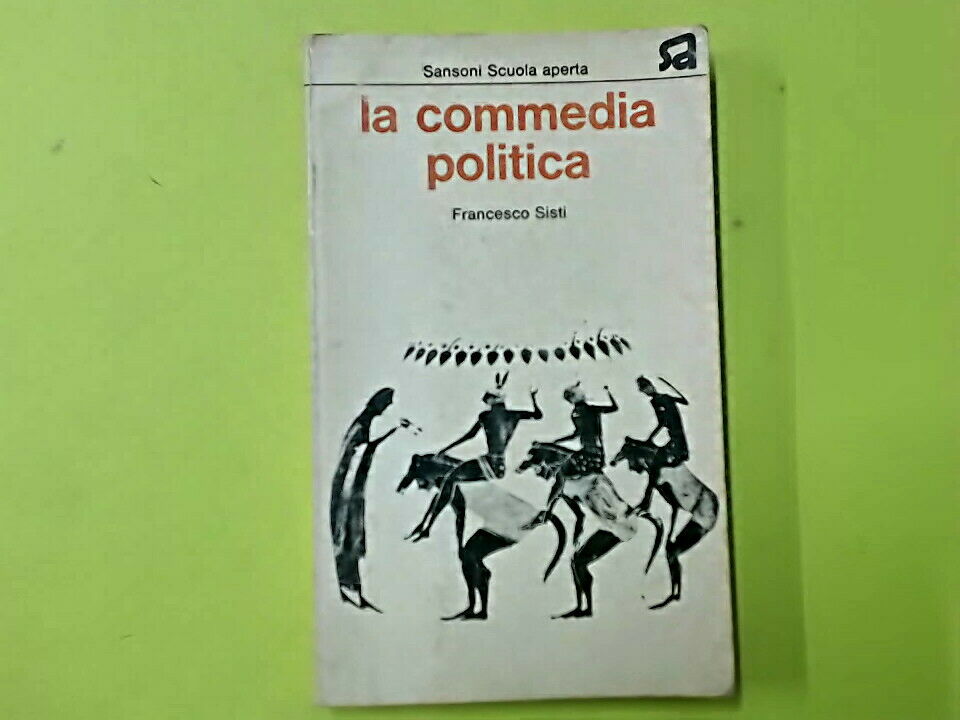 sa
Sansoni Scuola aperta
la commedia
politica
Francesco Sisti